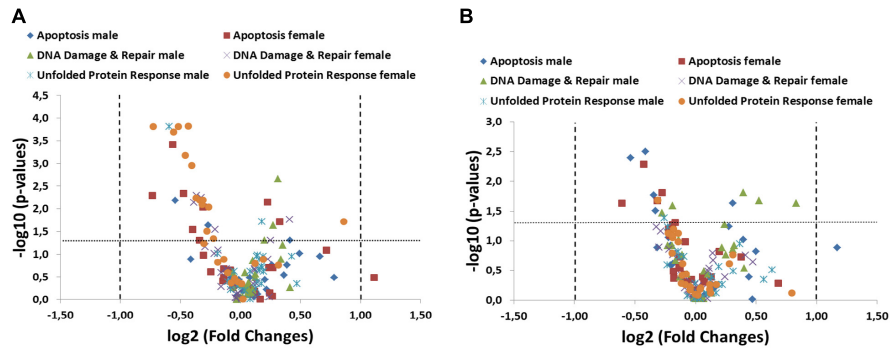 A
Apoptosis male
Apoptosis female
DNA Damage & Repair male
DNA Damage & Repair female
Unfolded Protein Response male
Unfolded Protein Response female
4,5
4,0
3,5
3,0
2,5
2,0
1,5
1,0
0,5
0,0
-log10 (p-values)
-1,50
-1,00
-0,50
0,00
0,50
1,00
1,50
log2 (Fold Changes)
B
Apoptosis male
Apoptosis female
DNA Damage & Repair male
DNA Damage & Repair female
Unfolded Protein Response male
Unfolded Protein Response female
3,0
2,5
2,0
1,5
1,0
0,5
0,0
-log10 (p-values)
-1,50
-1,00
-0,50
0,00
0,50
1,00
1,50
log2 (Fold Changes)